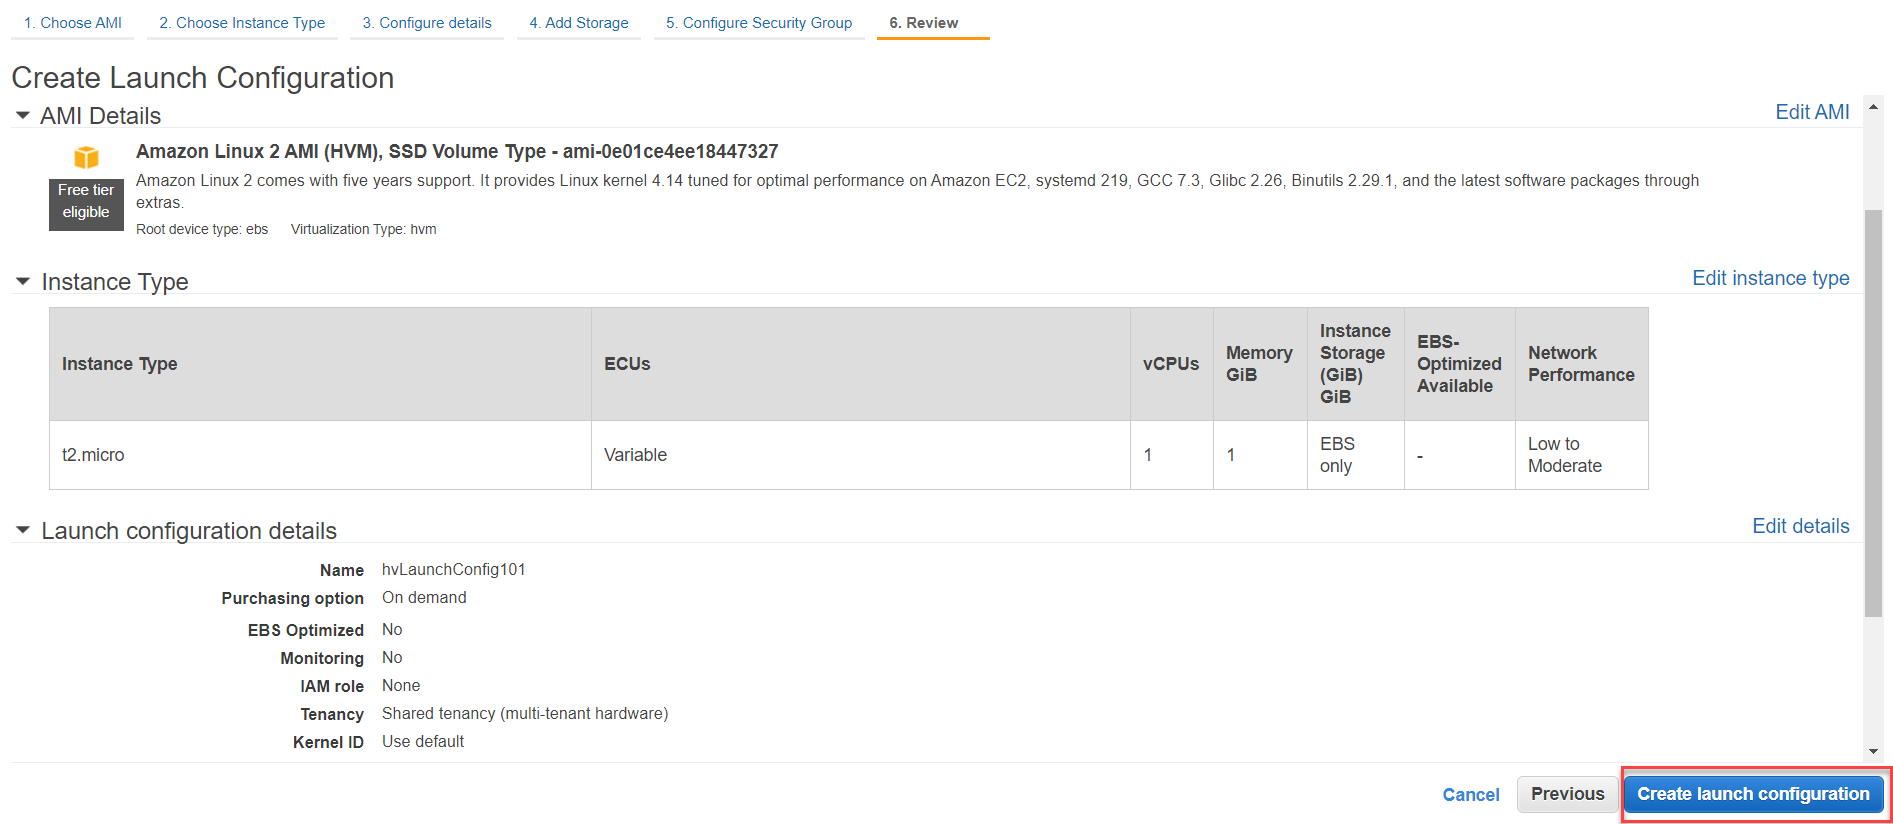 1. Choose AMI 2. Choose Instance Type 3. Configure details 4. Add Storage 5. Configure Security Group 6. Review
Create Launch Configuration
AMI Details Edit AMI
Amazon Linux 2 AMI (HVM), SSD Volume Type - ami-0e01ce4ee18447327
Free tier
eligible
Amazon Linux 2 comes with five years support. It provides Linux kernel 4.14 tuned for optimal performance on Amazon EC2, systemd 219, GCC 7.3, Glibc 2.26, Binutils 2.29.1, and the latest software packages through
extras.
Root device type: ebs Virtualization Type: hvm
Instance Type Edit instance type
Instance Type
ECUs
vCPUs
Memory
GiB
Instance
Storage
(GiB)
GiB
EBS-
Optimized
Available
Network
Performance
t2.micro
Variable
1
1
EBS
only
-
Low to
Moderate
Launch configuration details Edit details
Name hvLaunchConfig101
Purchasing option On demand
EBS Optimized No
Monitoring No
IAM role None
Tenancy Shared tenancy (multi-tenant hardware)
Kernel ID Use default
Cancel Previous Create launch configuration